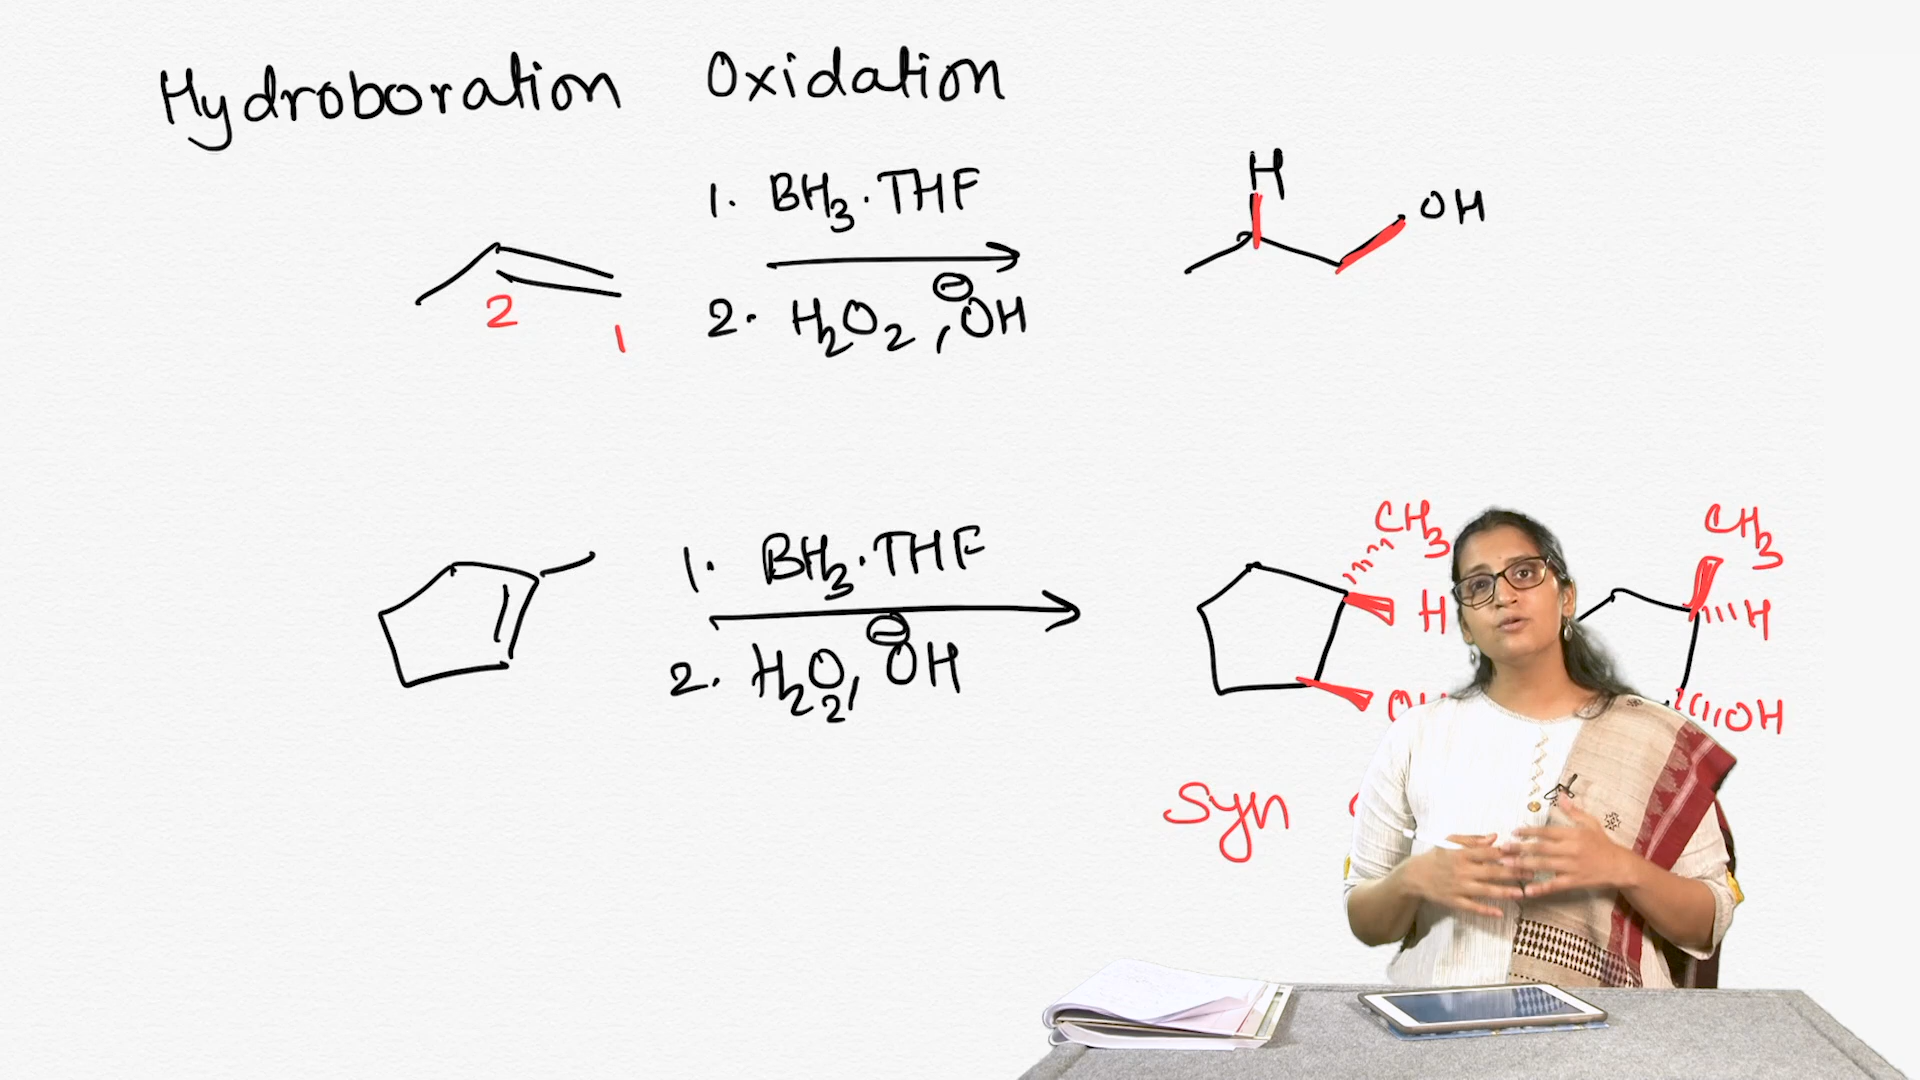 Hydroboration Oxidation
1. BH3·THF
2. H2O2, ⊖OH
H
OH
2
1
1. BH3·THF
2. H2O2, ⊖OH
CH3
H
CH3
H
OH
Syn